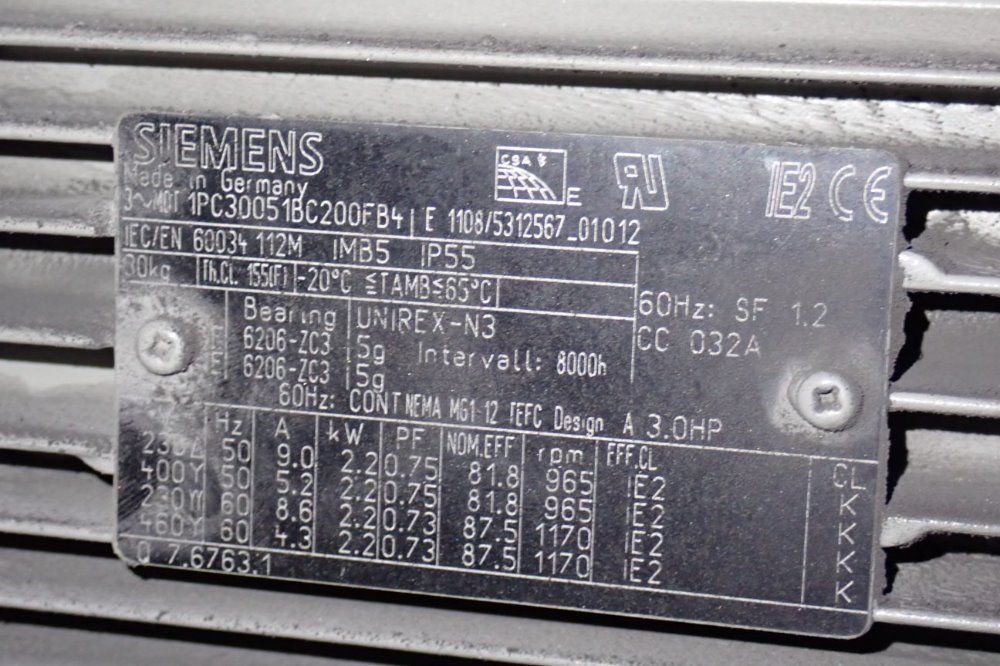 SIEMENS
CSA E
IE2 CE
Made in Germany
3~MOT 1PC30051BC200FB4 E 1108/5312567_01012
IEC/EN 60034 112M IMB5 IP55
30kg Th.CL. 155(F) -20°C ≦TAMB≦65°C
60Hz: SF 1.2
CC 032A
Bearing UNIREX-N3
6206-ZC3 15g Intervall: 8000h
6206-ZC3 15g
60Hz: CONT NEMA MG1-12 TEFC Design A 3.0HP
Hz A kW PF NOM.EFF rpm EFF.CL CL
230Δ 50 9.0 2.2 0.75 81.8 965 IE2 K
400Y 50 5.2 2.2 0.75 81.8 965 IE2 K
230YY 60 8.6 2.2 0.73 87.5 1170 IE2 K
460Y 60 4.3 2.2 0.73 87.5 1170 IE2 K
7.6763.1